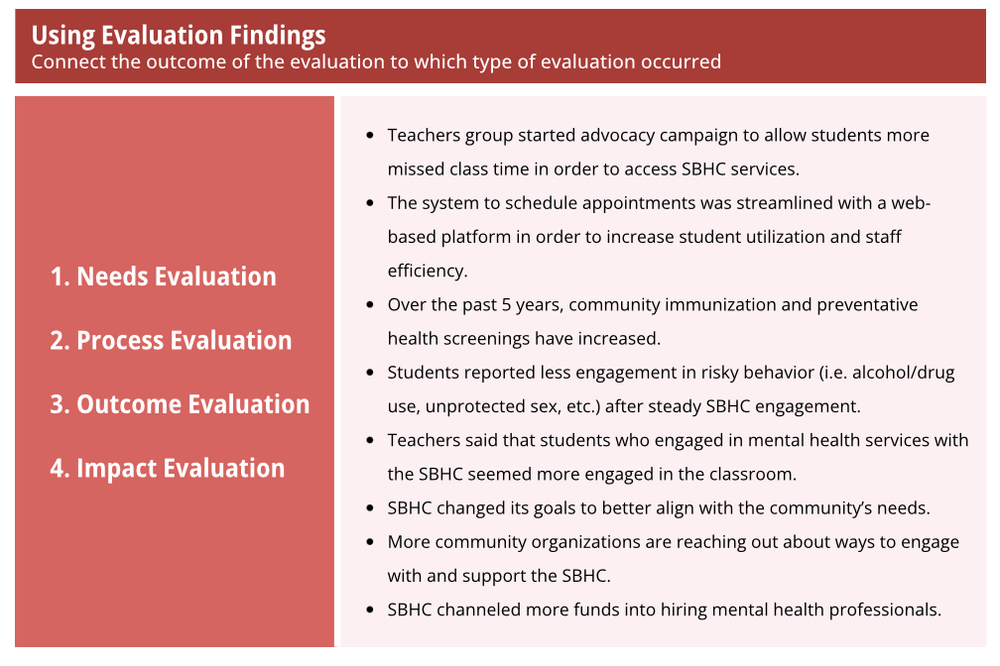 Using Evaluation Findings
Connect the outcome of the evaluation to which type of evaluation occurred
1. Needs Evaluation
2. Process Evaluation
3. Outcome Evaluation
4. Impact Evaluation
• Teachers group started advocacy campaign to allow students more
missed class time in order to access SBHC services.
• The system to schedule appointments was streamlined with a web-
based platform in order to increase student utilization and staff
efficiency.
• Over the past 5 years, community immunization and preventative
health screenings have increased.
• Students reported less engagement in risky behavior (i.e. alcohol/drug
use, unprotected sex, etc.) after steady SBHC engagement.
• Teachers said that students who engaged in mental health services with
the SBHC seemed more engaged in the classroom.
• SBHC changed its goals to better align with the community’s needs.
• More community organizations are reaching out about ways to engage
with and support the SBHC.
• SBHC channeled more funds into hiring mental health professionals.